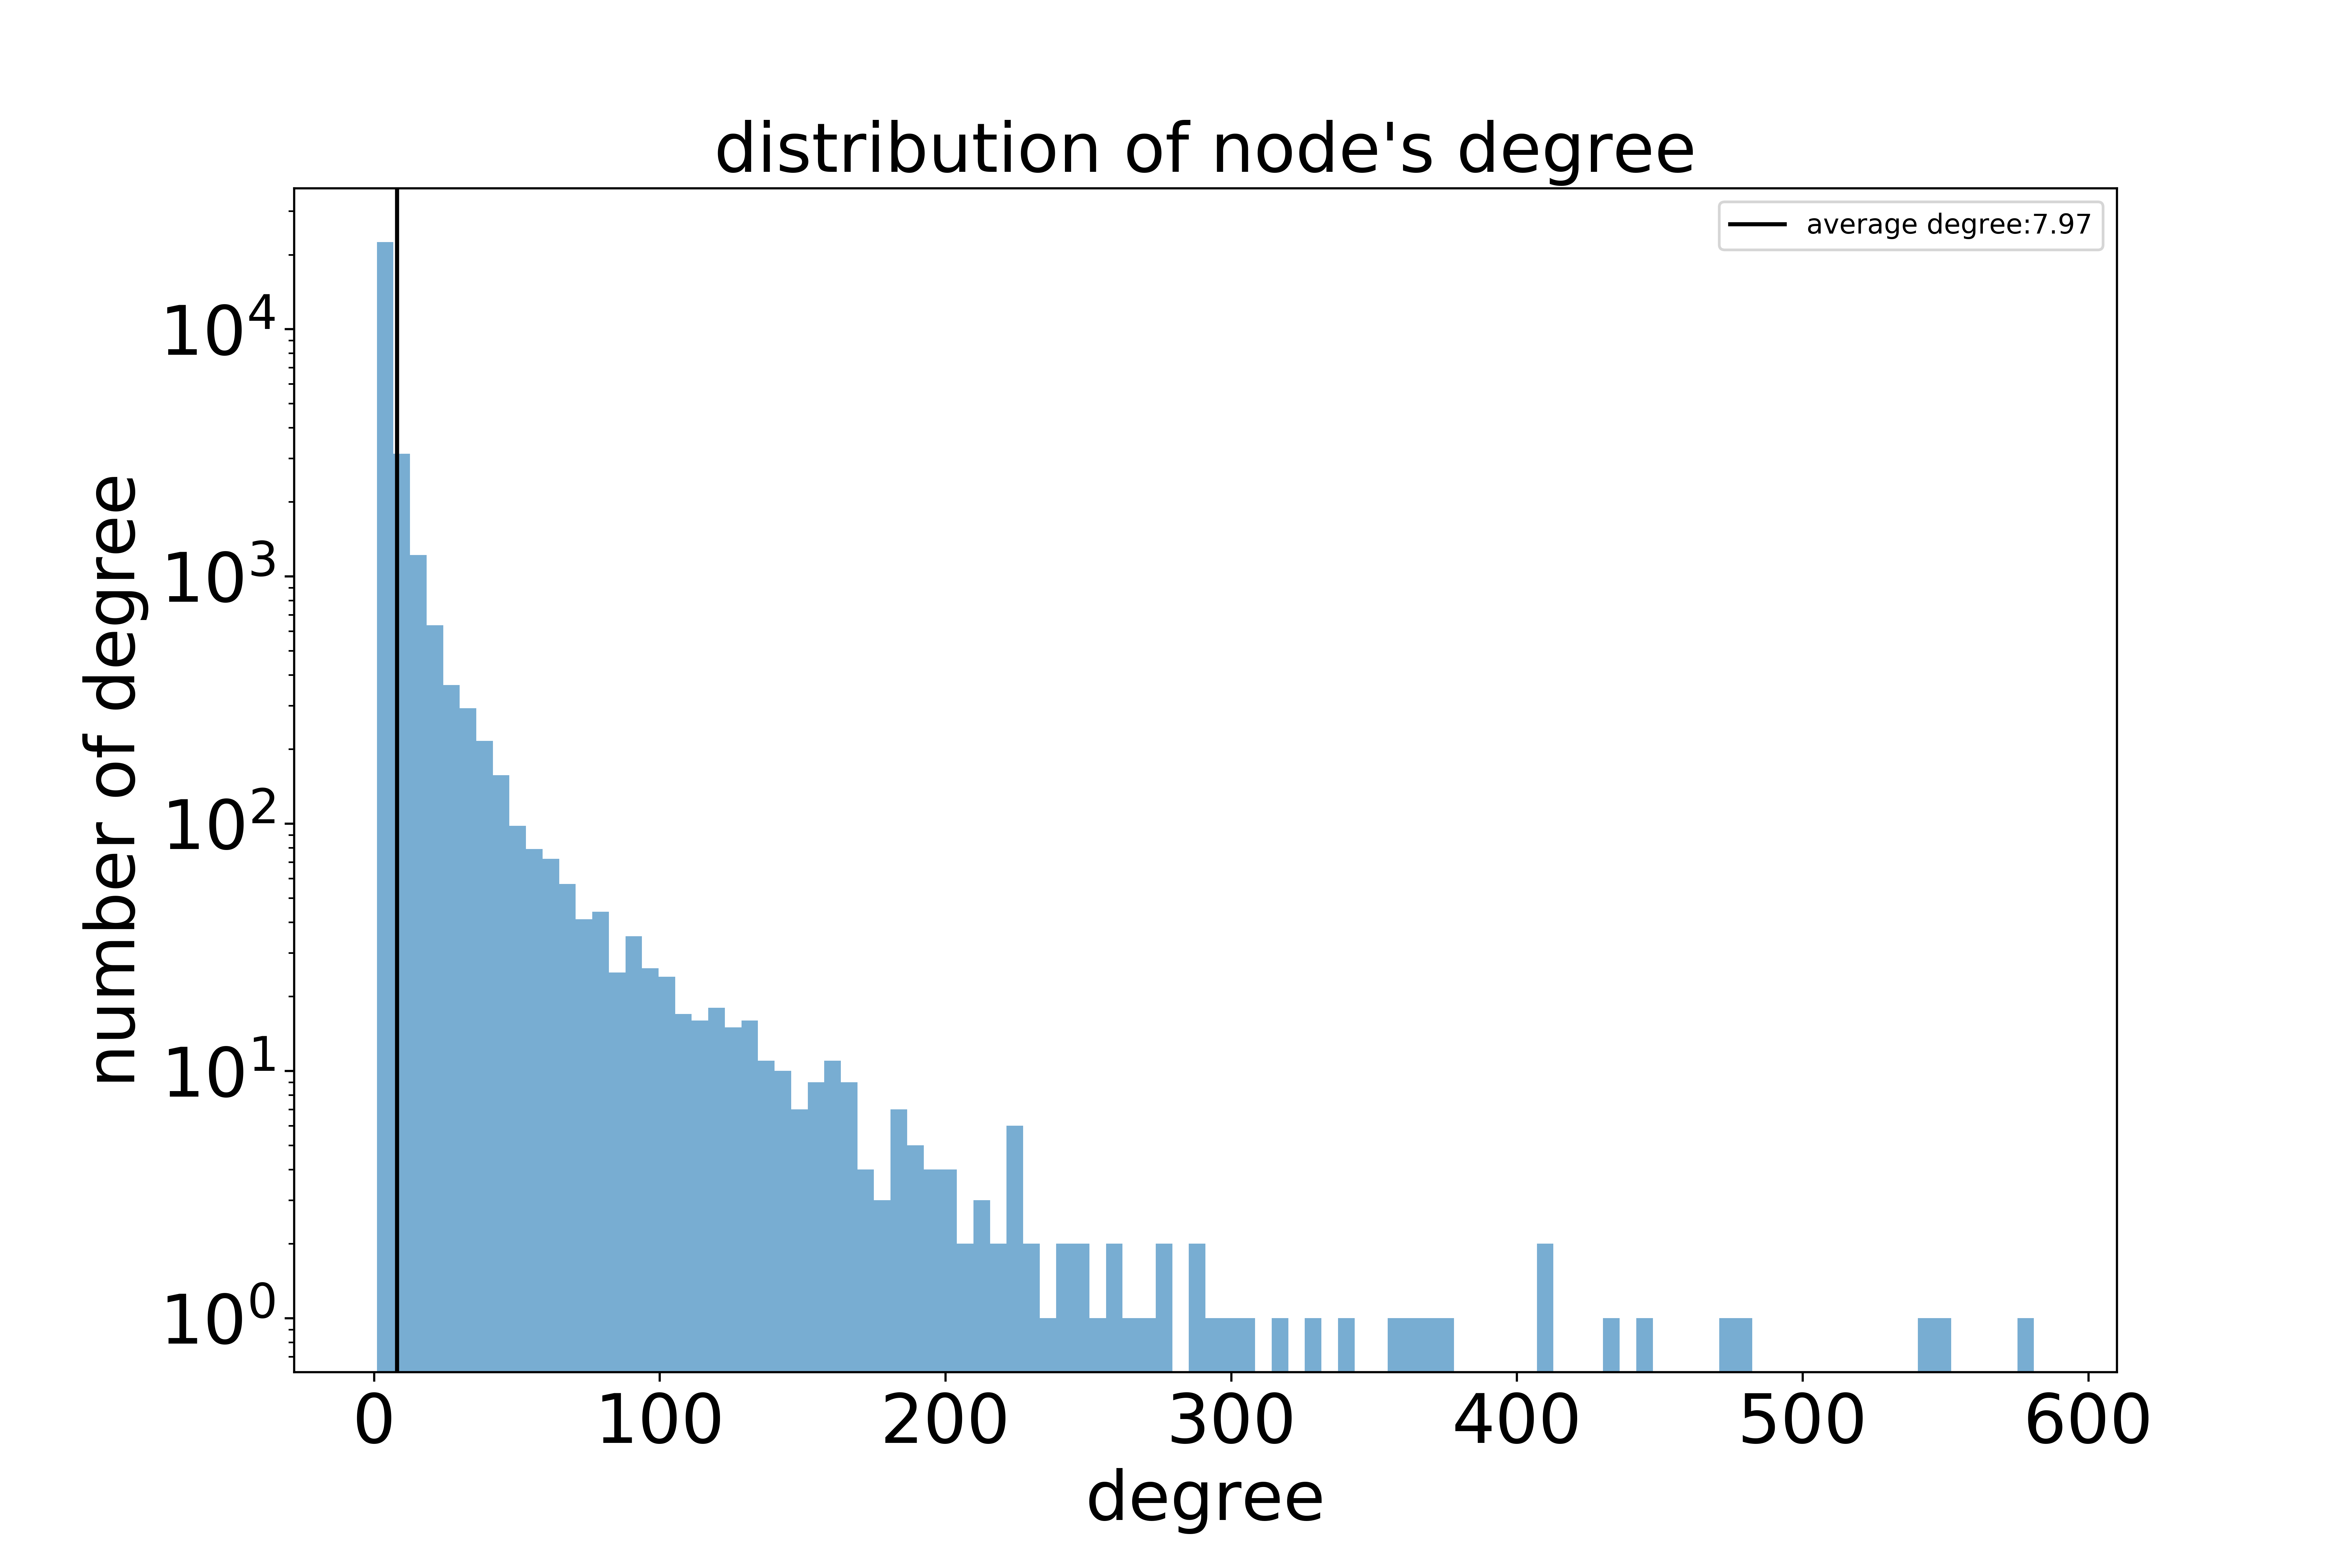 distribution of node's degree
average degree:7.97
number of degree
10⁴
10³
10²
10¹
10⁰
0 100 200 300 400 500 600
degree